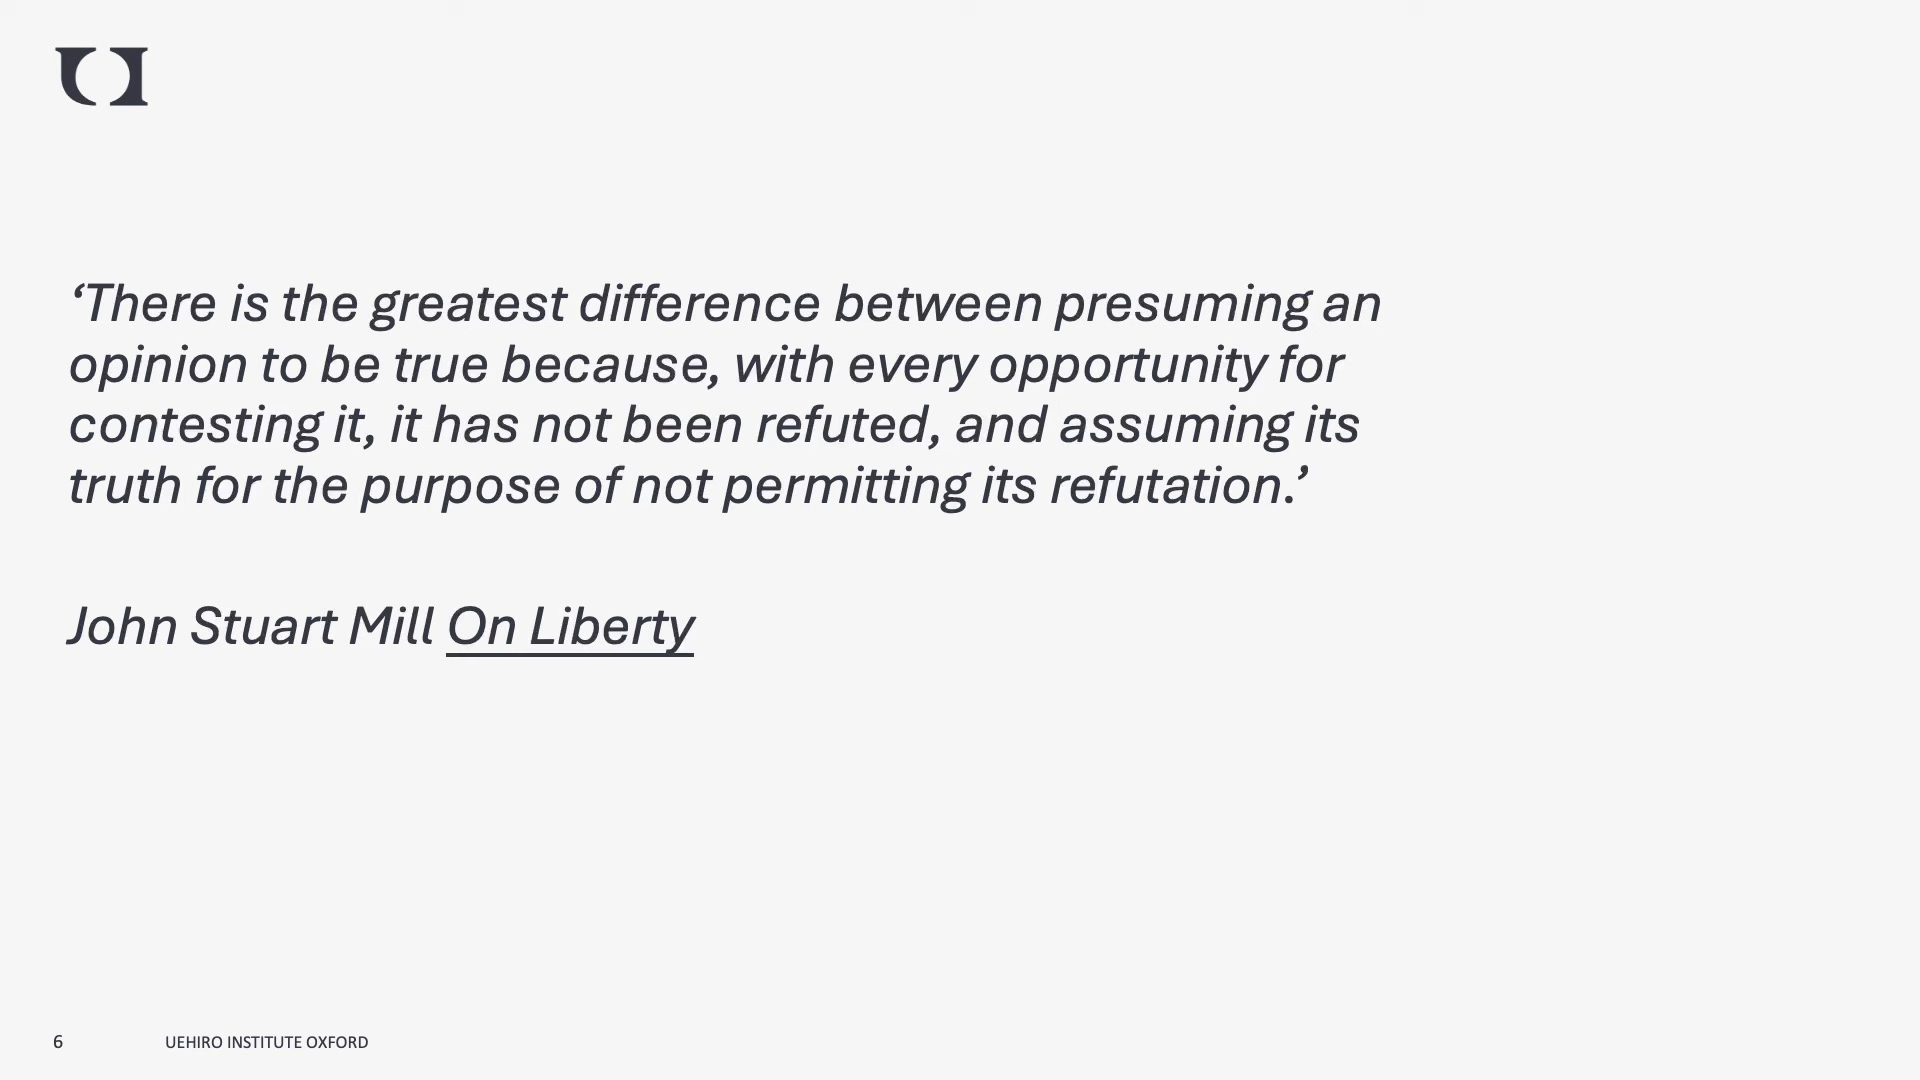 ‘There is the greatest difference between presuming an
opinion to be true because, with every opportunity for
contesting it, it has not been refuted, and assuming its
truth for the purpose of not permitting its refutation.’
John Stuart Mill On Liberty
6
UEHIRO INSTITUTE OXFORD